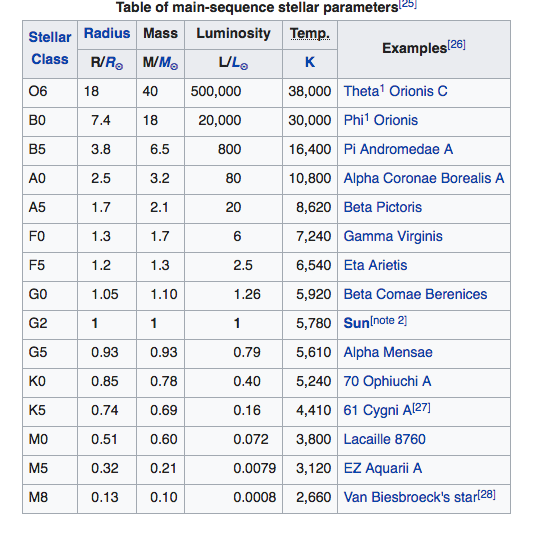 Table of main-sequence stellar parameters[25]
Stellar Class Radius Mass Luminosity Temp. Examples[26]
R/R☉ M/M☉ L/L☉ K
O6 18 40 500,000 38,000 Theta¹ Orionis C
B0 7.4 18 20,000 30,000 Phi¹ Orionis
B5 3.8 6.5 800 16,400 Pi Andromedae A
A0 2.5 3.2 80 10,800 Alpha Coronae Borealis A
A5 1.7 2.1 20 8,620 Beta Pictoris
F0 1.3 1.7 6 7,240 Gamma Virginis
F5 1.2 1.3 2.5 6,540 Eta Arietis
G0 1.05 1.10 1.26 5,920 Beta Comae Berenices
G2 1 1 1 5,780 Sun[note 2]
G5 0.93 0.93 0.79 5,610 Alpha Mensae
K0 0.85 0.78 0.40 5,240 70 Ophiuchi A
K5 0.74 0.69 0.16 4,410 61 Cygni A[27]
M0 0.51 0.60 0.072 3,800 Lacaille 8760
M5 0.32 0.21 0.0079 3,120 EZ Aquarii A
M8 0.13 0.10 0.0008 2,660 Van Biesbroeck's star[28]